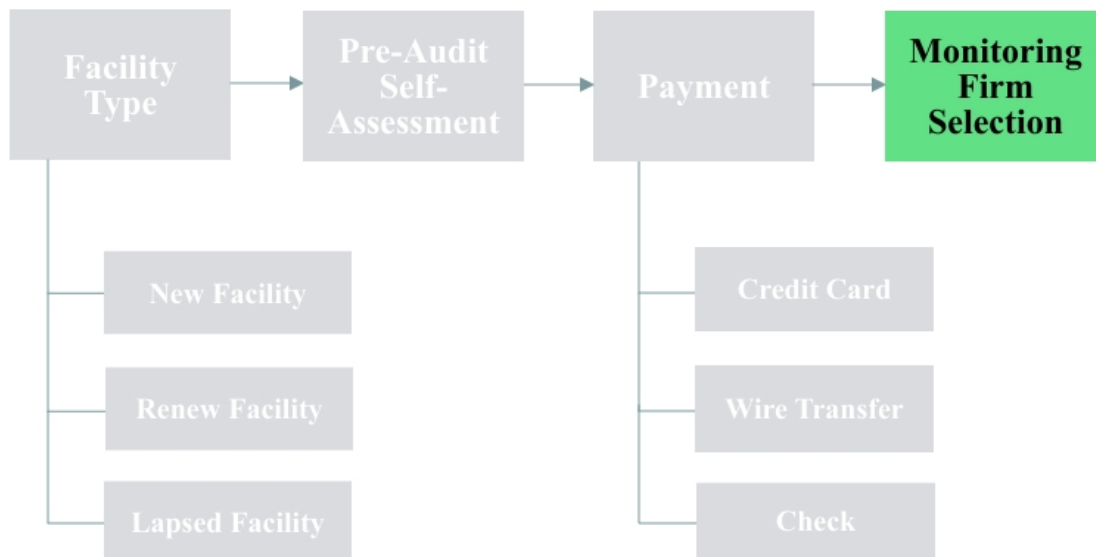 Facility
Type
Pre-Audit
Self-
Assessment
Payment
Monitoring
Firm
Selection
New Facility
Renew Facility
Lapsed Facility
Credit Card
Wire Transfer
Check